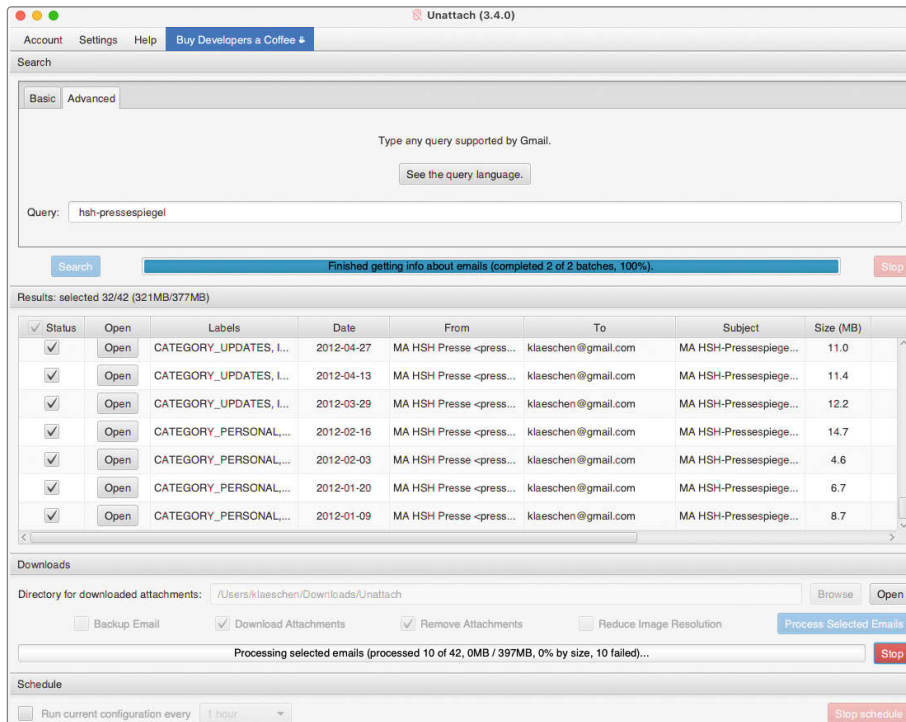 Unattach (3.4.0)
Account Settings Help Buy Developers a Coffee
Search
Basic Advanced
Type any query supported by Gmail.
See the query language.
Query: hsh-pressespiegel
Search Finished getting info about emails (completed 2 of 2 batches, 100%). Stop
Results: selected 32/42 (321MB/377MB)
Status Open Labels Date From To Subject Size (MB)
Open CATEGORY_UPDATES, I... 2012-04-27 MA HSH Presse <press... klaeschen@gmail.com MA HSH-Pressespiege... 11.0
Open CATEGORY_UPDATES, I... 2012-04-13 MA HSH Presse <press... klaeschen@gmail.com MA HSH-Pressespiege... 11.4
Open CATEGORY_UPDATES, I... 2012-03-29 MA HSH Presse <press... klaeschen@gmail.com MA HSH-Pressespiege... 12.2
Open CATEGORY_PERSONAL,... 2012-02-16 MA HSH Presse <press... klaeschen@gmail.com MA HSH-Pressespiege... 14.7
Open CATEGORY_PERSONAL,... 2012-02-03 MA HSH Presse <press... klaeschen@gmail.com MA HSH-Pressespiege... 4.6
Open CATEGORY_PERSONAL,... 2012-01-20 MA HSH Presse <press... klaeschen@gmail.com MA HSH-Pressespiege... 6.7
Open CATEGORY_PERSONAL,... 2012-01-09 MA HSH Presse <press... klaeschen@gmail.com MA HSH-Pressespiege... 8.7
Downloads
Directory for downloaded attachments: /Users/klaeschen/Downloads/Unattach Browse Open
Backup Email Download Attachments Remove Attachments Reduce Image Resolution Process Selected Emails
Processing selected emails (processed 10 of 42, 0MB / 397MB, 0% by size, 10 failed)... Stop
Schedule
Run current configuration every 1 hour Stop schedule